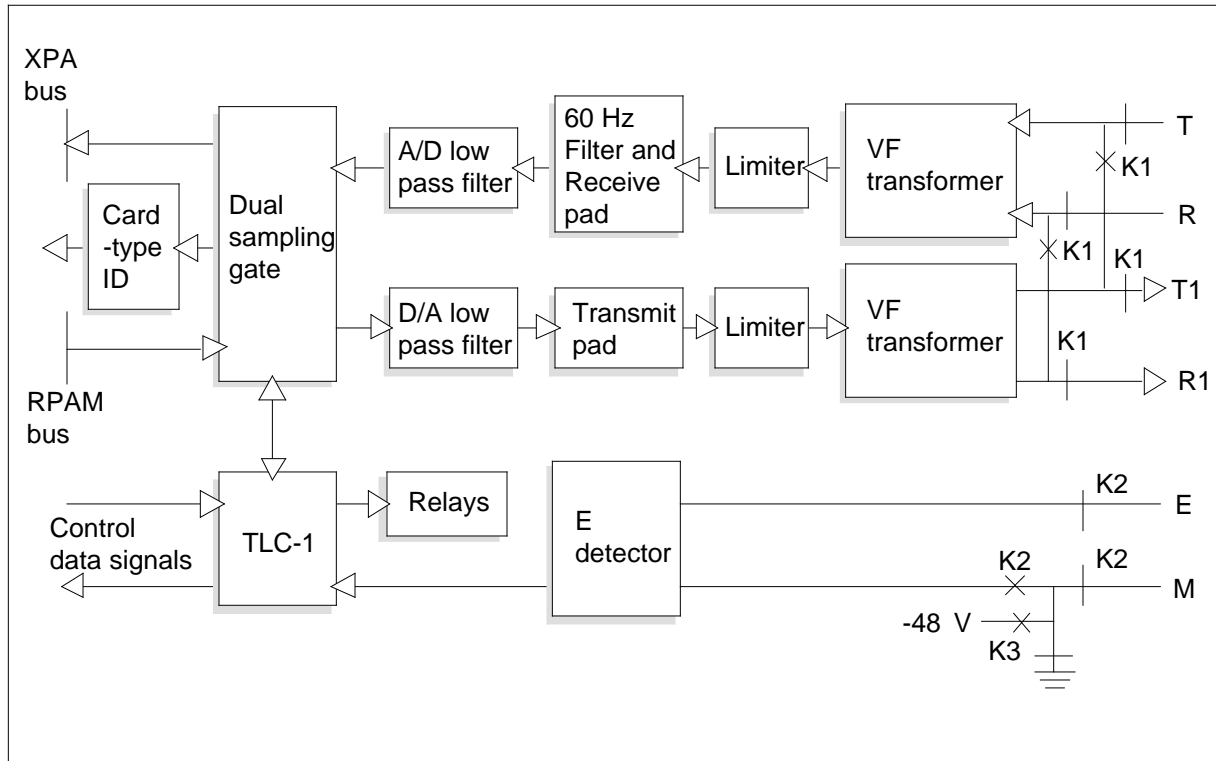 XPA
bus
Card
-type
ID
RPAM
bus
Dual
sampling
gate
A/D low
pass filter
60 Hz
Filter and
Receive
pad
Limiter
VF
transformer
T
K1
R
K1
K1
T1
D/A low
pass filter
Transmit
pad
Limiter
VF
transformer
K1
R1
Control
data signals
TLC-1
Relays
E
detector
K2
E
K2
K2
M
-48 V
K3